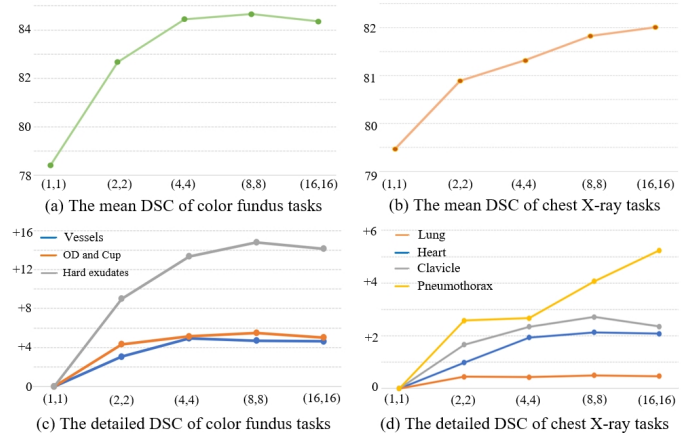 84
82
80
78
(1,1) (2,2) (4,4) (8,8) (16,16)
(a) The mean DSC of color fundus tasks
82
81
80
79
(1,1) (2,2) (4,4) (8,8) (16,16)
(b) The mean DSC of chest X-ray tasks
+16
+12
+8
+4
0
Vessels
OD and Cup
Hard exudates
(1,1) (2,2) (4,4) (8,8) (16,16)
(c) The detailed DSC of color fundus tasks
+6
+4
+2
0
Lung
Heart
Clavicle
Pneumothorax
(1,1) (2,2) (4,4) (8,8) (16,16)
(d) The detailed DSC of chest X-ray tasks